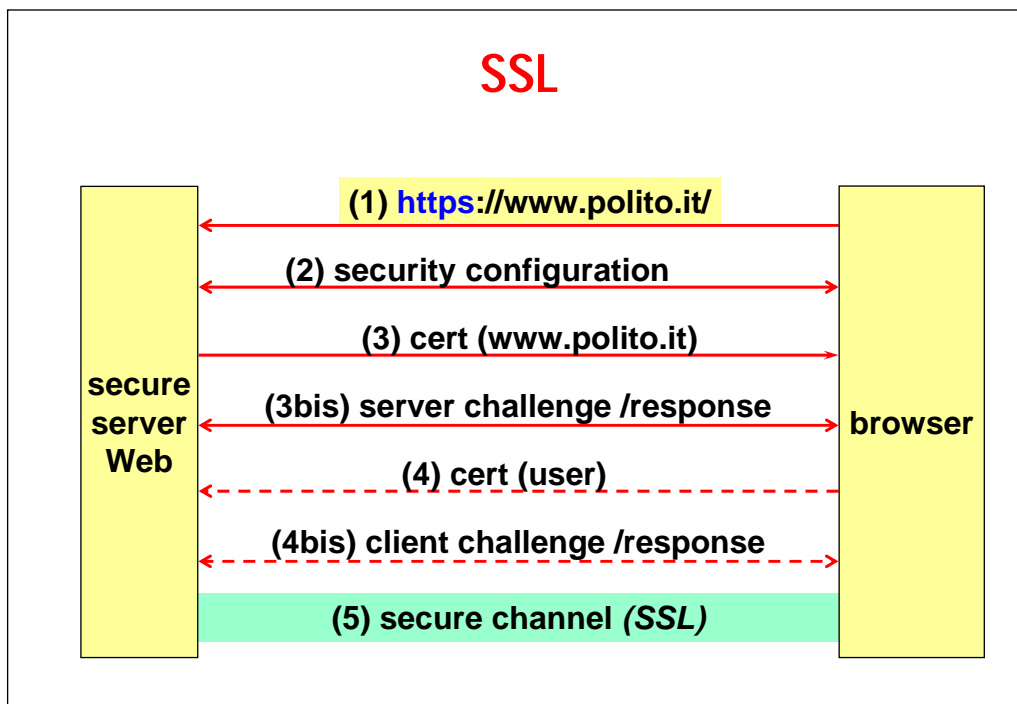 SSL
(1) https://www.polito.it/
(2) security configuration
(3) cert (www.polito.it)
secure
server
Web
(3bis) server challenge /response
browser
(4) cert (user)
(4bis) client challenge /response
(5) secure channel (SSL)